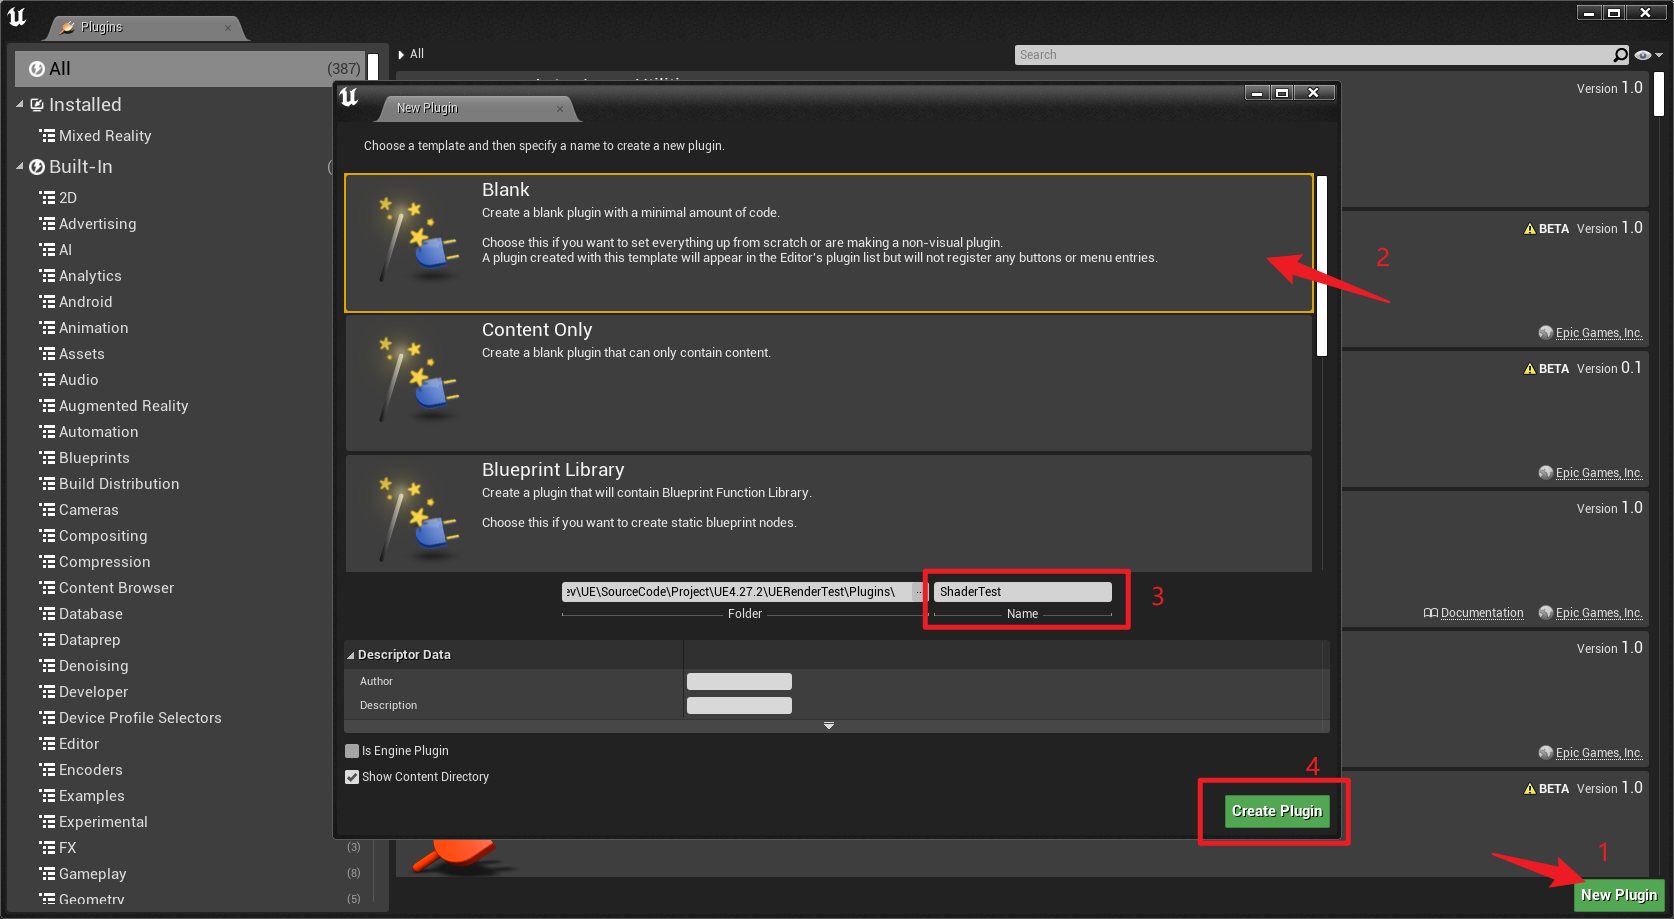 Plugins
All
(387)
Installed
Mixed Reality
Built-In
2D
Advertising
AI
Analytics
Android
Animation
Assets
Audio
Augmented Reality
Automation
Blueprints
Build Distribution
Cameras
Compositing
Compression
Content Browser
Database
Dataprep
Denoising
Developer
Device Profile Selectors
Editor
Encoders
Examples
Experimental
FX
(3)
Gameplay
(8)
Geometry
(5)
All
Search
New Plugin
Choose a template and then specify a name to create a new plugin.
Blank
Create a blank plugin with a minimal amount of code.
Choose this if you want to set everything up from scratch or are making a non-visual plugin.
A plugin created with this template will appear in the Editor's plugin list but will not register any buttons or menu entries.
2
Content Only
Create a blank plugin that can only contain content.
Blueprint Library
Create a plugin that will contain Blueprint Function Library.
Choose this if you want to create static blueprint nodes.
ev\UE\SourceCode\Project\UE4.27.2\UERenderTest\Plugins\
...
ShaderTest
3
Folder
Name
Descriptor Data
Author
Description
Is Engine Plugin
Show Content Directory
4
Create Plugin
Version 1.0
BETA Version 1.0
Epic Games, Inc.
BETA Version 0.1
Epic Games, Inc.
Version 1.0
Documentation
Epic Games, Inc.
Version 1.0
Epic Games, Inc.
BETA Version 1.0
1
New Plugin